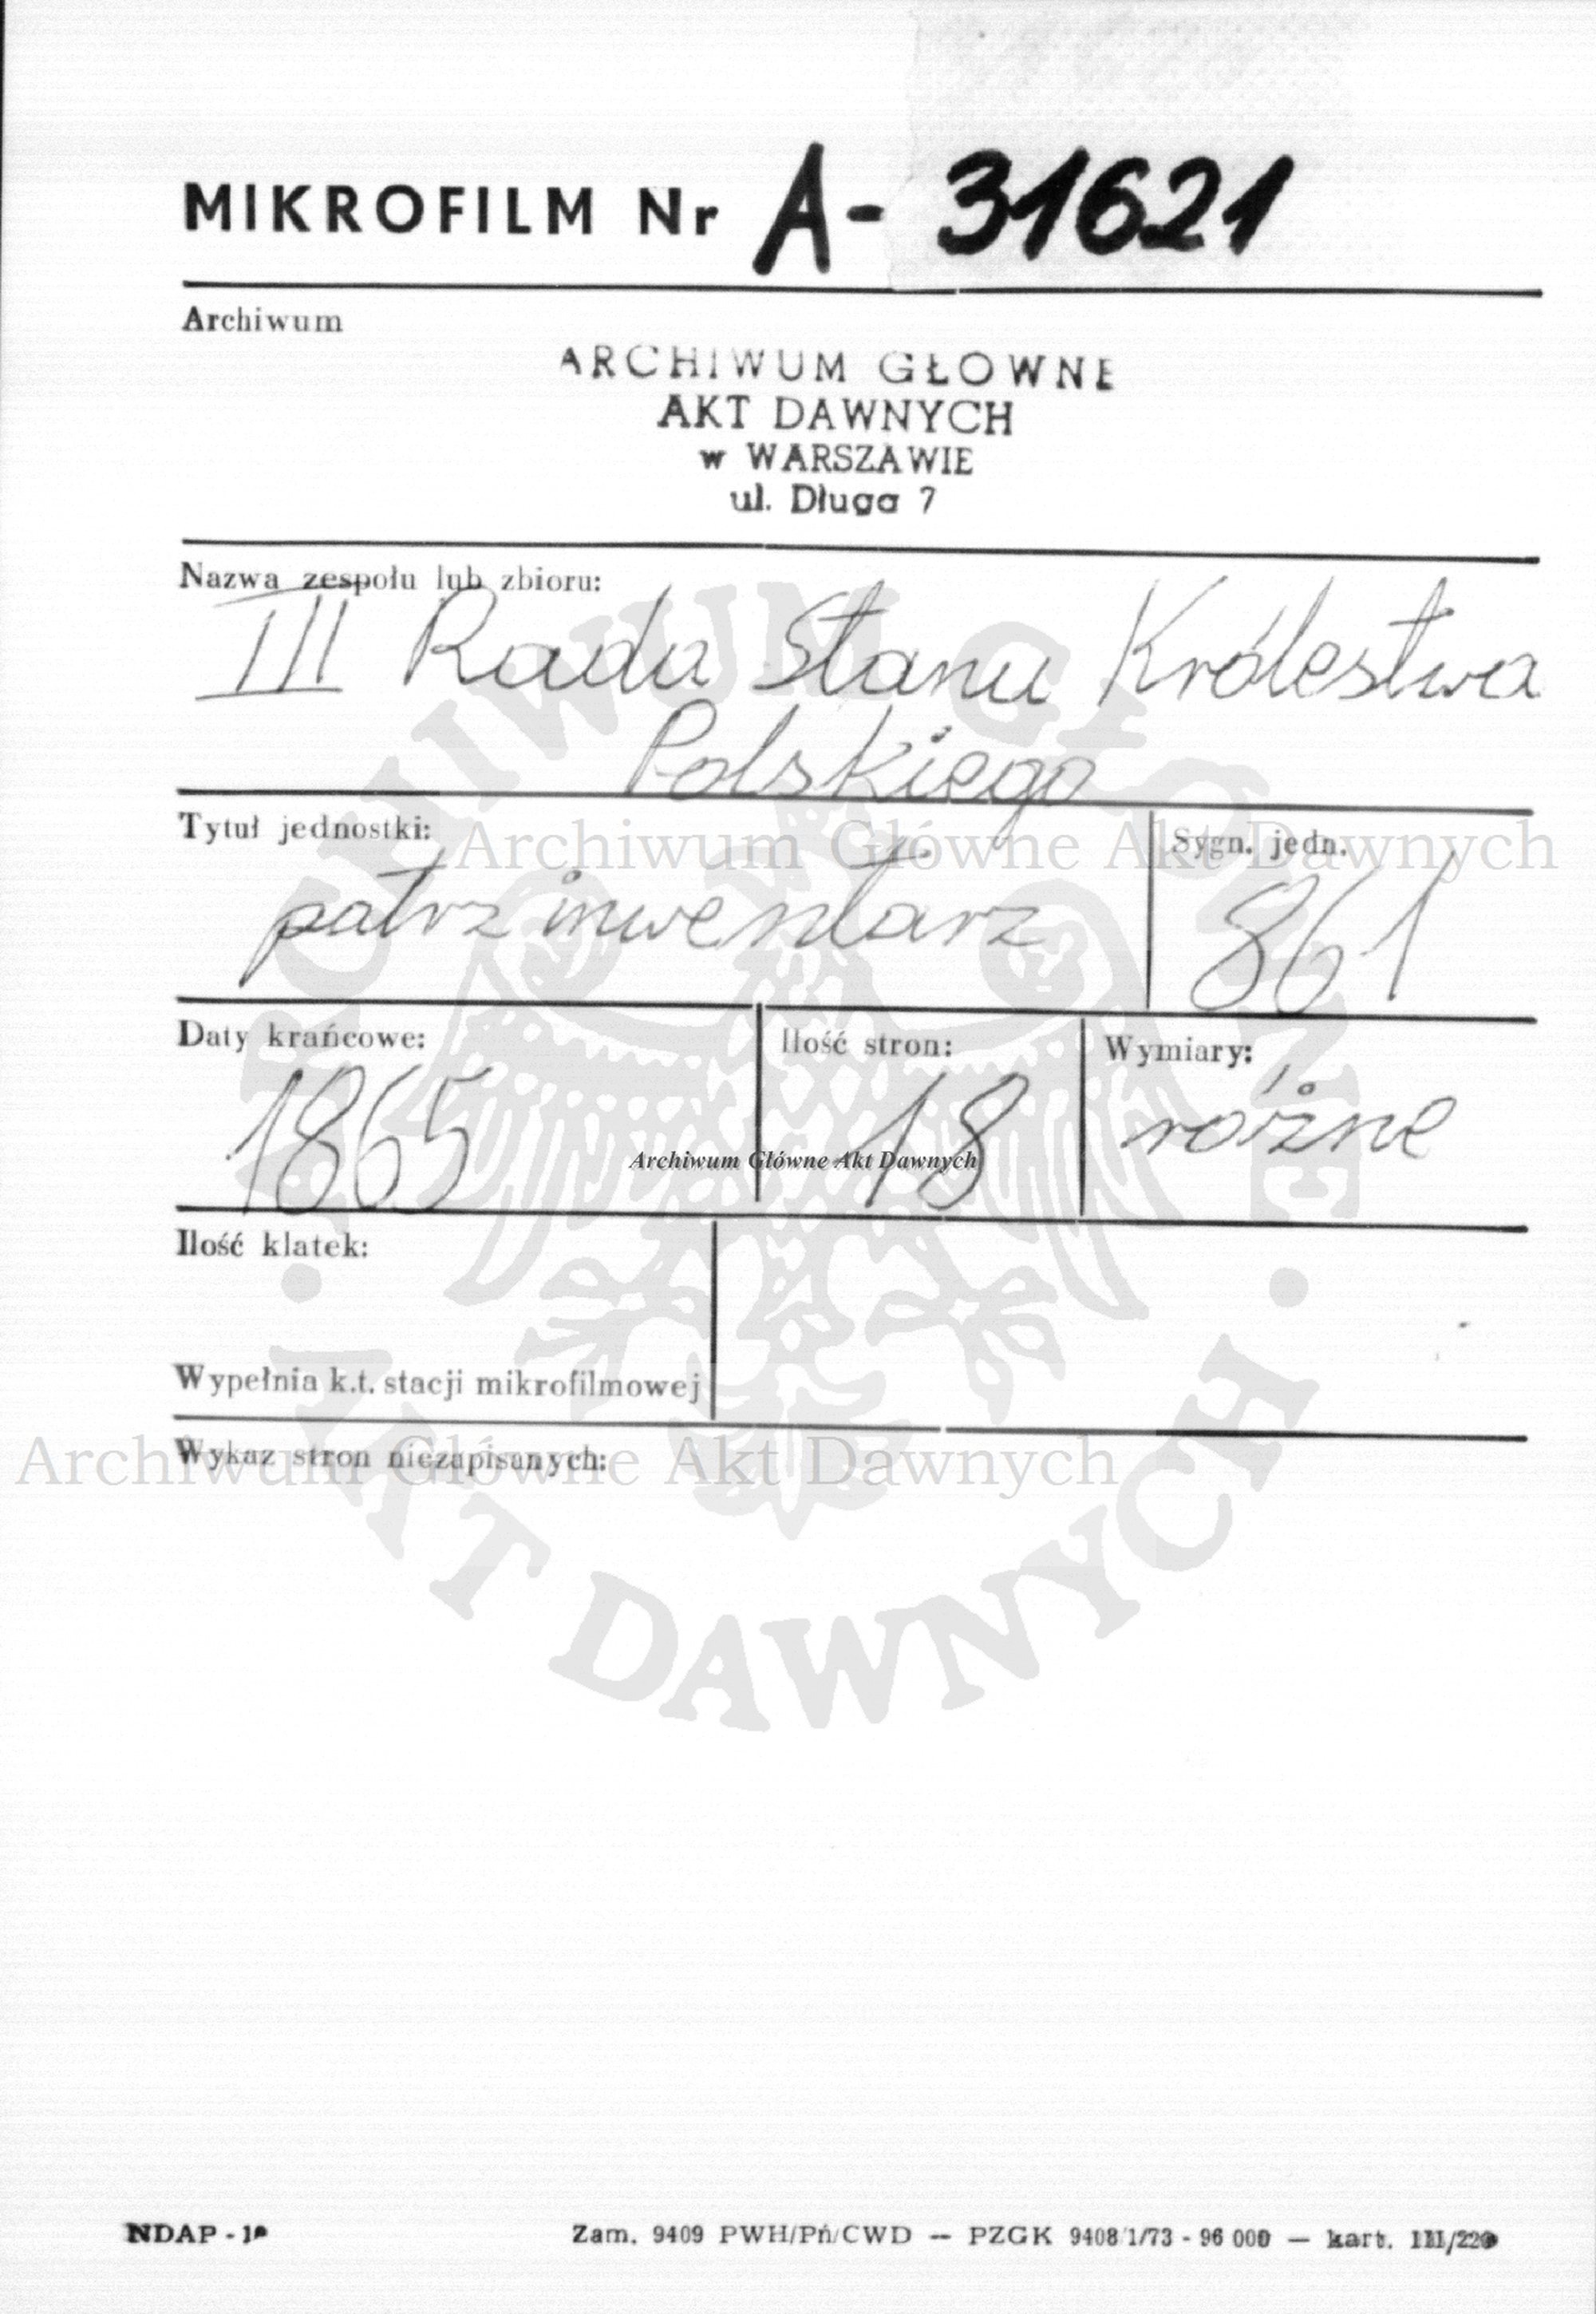 MIKROFILM Nr A- 31621
Archiwum
ARCHIWUM GŁOWNE
AKT DAWNYCH
w WARSZAWIE
ul. Długa 7
Nazwa zespołu lub zbioru:
III Rada Stanu Królestwa
Polskiego
Tytuł jednostki:
Sygn. jedn.
patrz inwentarz
861
Daty krańcowe:
Ilość stron:
Wymiary:
1865
18
różne
Ilość klatek:
Wypełnia k.t. stacji mikrofilmowej
Wykaz stron niezapisanych:
Archiwum Główne Akt Dawnych
Archiwum Główne Akt Dawnych
Archiwum Główne Akt Dawnych
ARCHIWUM GŁÓWNE
AKT DAWNYCH
NDAP -
Zam. 9409 PWH/Pń/CWD — PZGK 9408/1/73 - 96 000 — kart. III/220